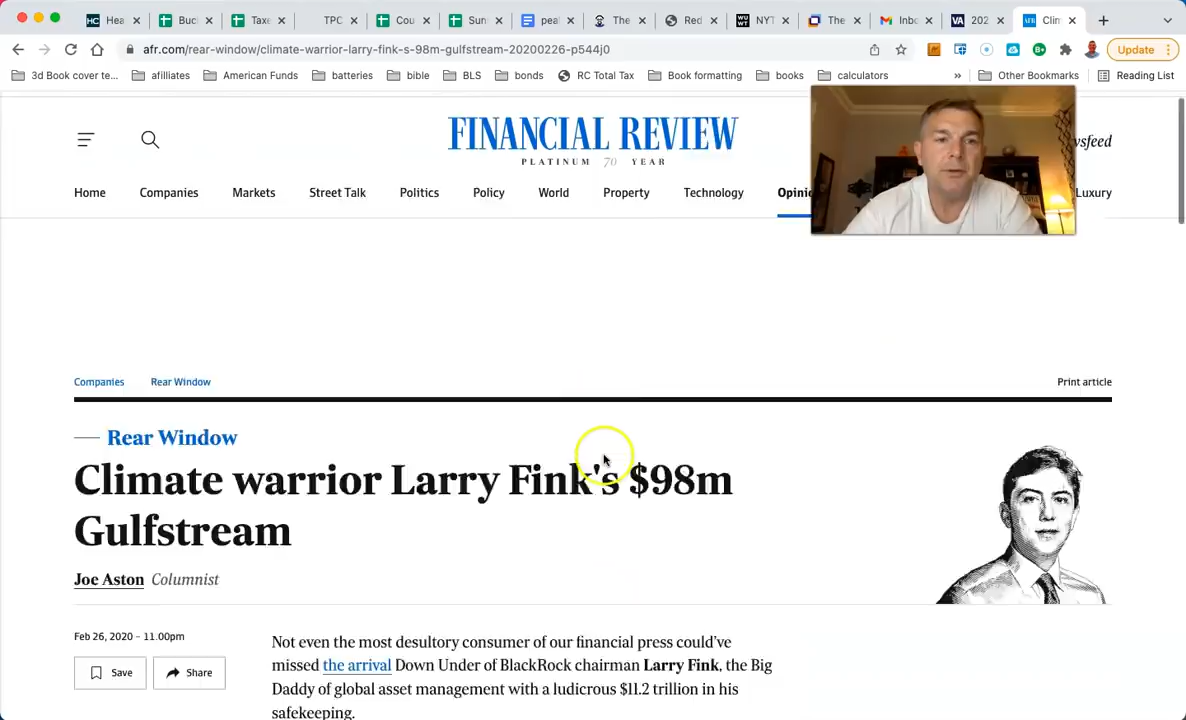 Hea
Buc
Taxe
TPC
Cou
Sun
pea
The
Red
NYT
The
Inbo
202
Clim
afr.com/rear-window/climate-warrior-larry-fink-s-98m-gulfstream-20200226-p544j0
Update
3d Book cover te...
afilliates
American Funds
batteries
bible
BLS
bonds
RC Total Tax
Book formatting
books
calculators
»
Other Bookmarks
Reading List
FINANCIAL REVIEW
PLATINUM 70 YEAR
vsfeed
Home
Companies
Markets
Street Talk
Politics
Policy
World
Property
Technology
Opini
Luxury
Companies
Rear Window
Print article
Rear Window
Climate warrior Larry Fink's $98m
Gulfstream
Joe Aston Columnist
Feb 26, 2020 – 11.00pm
Save
Share
Not even the most desultory consumer of our financial press could've
missed the arrival Down Under of BlackRock chairman Larry Fink, the Big
Daddy of global asset management with a ludicrous $11.2 trillion in his
safekeeping.